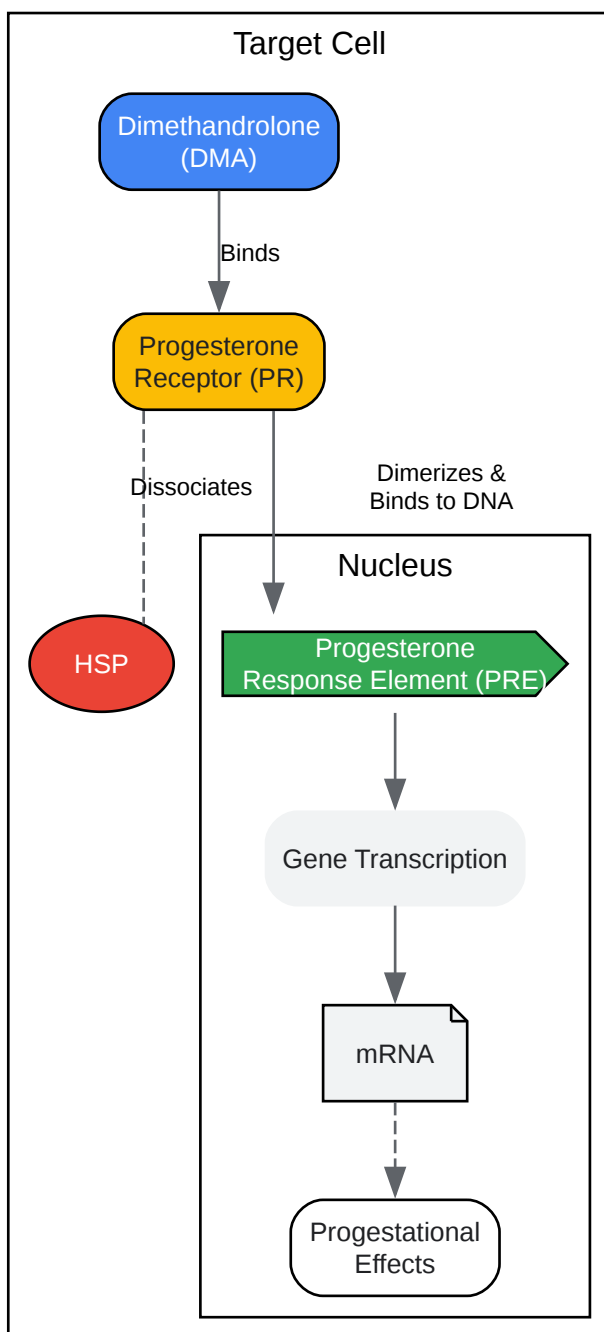 Target Cell
Dimethandrolone
(DMA)
Binds
Progesterone
Receptor (PR)
Dissociates
Dimerizes &
Binds to DNA
Nucleus
HSP
Progesterone
Response Element (PRE)
Gene Transcription
mRNA
Progestational
Effects